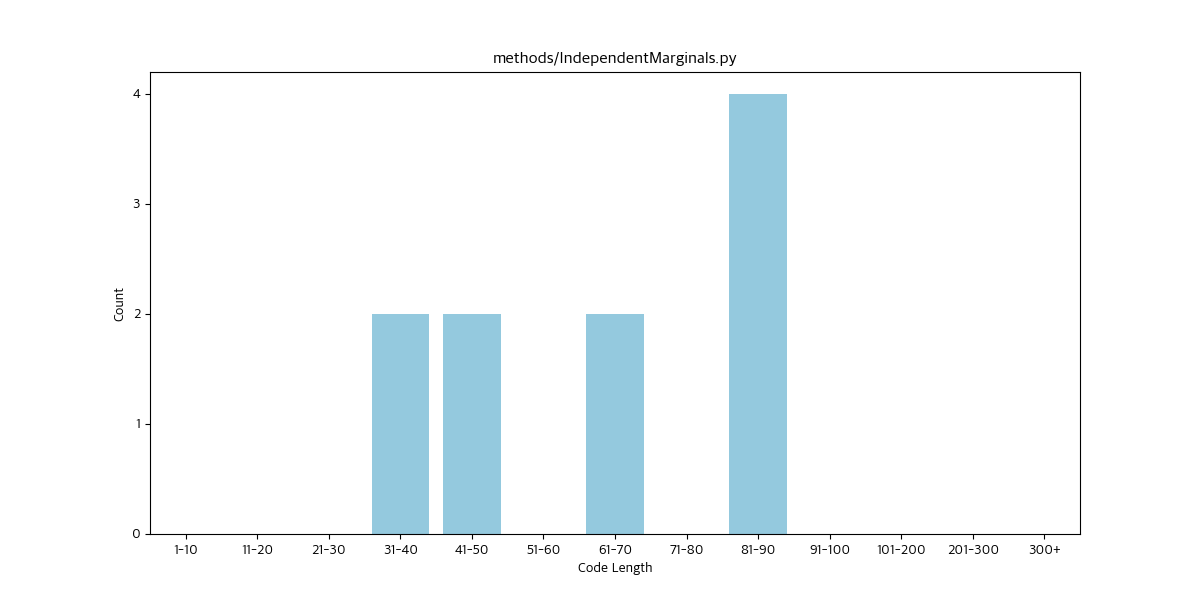 methods/IndependentMarginals.py
Count
4
3
2
1
0
1-10 11-20 21-30 31-40 41-50 51-60 61-70 71-80 81-90 91-100 101-200 201-300 300+
Code Length